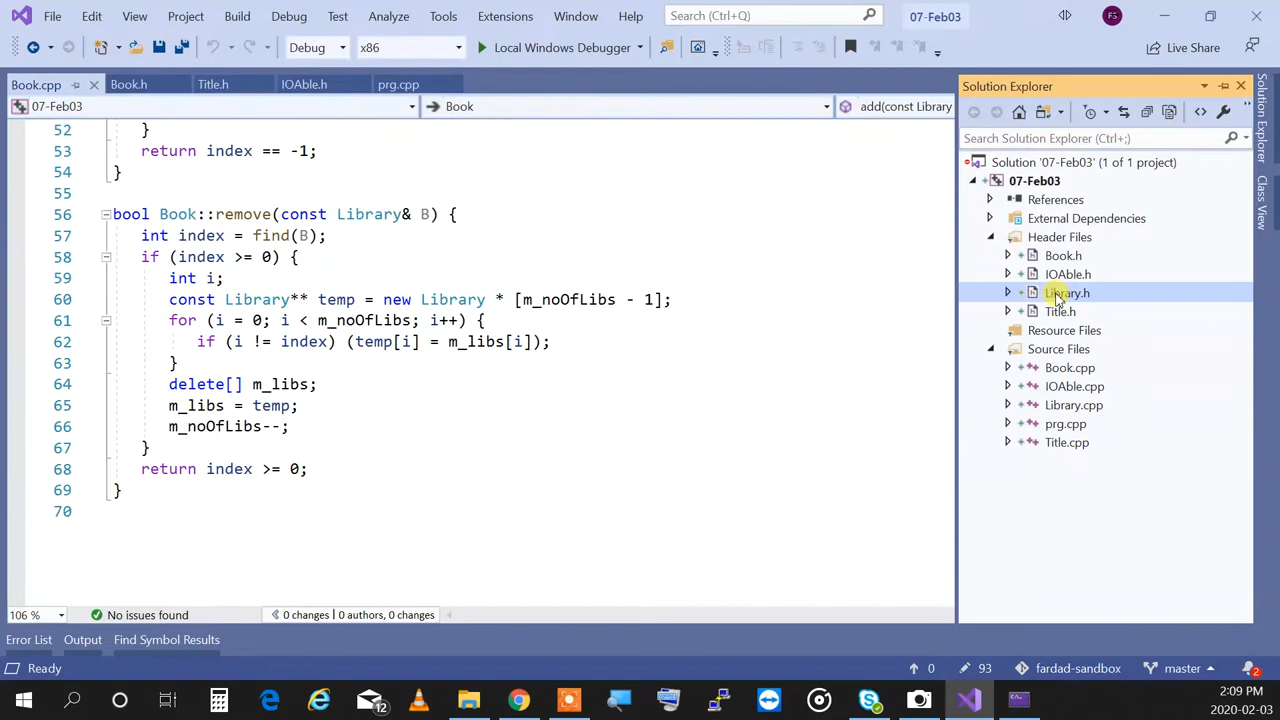 File Edit View Project Build Debug Test Analyze Tools Extensions Window Help Search (Ctrl+Q) 07-Feb03 FS
Debug x86 Local Windows Debugger Live Share
Book.cpp Book.h Title.h IOAble.h prg.cpp
07-Feb03 Book add(const Library
52 }
53 return index == -1;
54 }
55
56 bool Book::remove(const Library& B) {
57 int index = find(B);
58 if (index >= 0) {
59 int i;
60 const Library** temp = new Library * [m_noOfLibs - 1];
61 for (i = 0; i < m_noOfLibs; i++) {
62 if (i != index) (temp[i] = m_libs[i]);
63 }
64 delete[] m_libs;
65 m_libs = temp;
66 m_noOfLibs--;
67 }
68 return index >= 0;
69 }
70
106 % No issues found 0 changes | 0 authors, 0 changes
Solution Explorer
Search Solution Explorer (Ctrl+;)
Solution '07-Feb03' (1 of 1 project)
07-Feb03
References
External Dependencies
Header Files
Book.h
IOAble.h
Library.h
Title.h
Resource Files
Source Files
Book.cpp
IOAble.cpp
Library.cpp
prg.cpp
Title.cpp
Solution Explorer
Class View
Error List Output Find Symbol Results
Ready 0 93 fardad-sandbox master 2
12
2:09 PM
2020-02-03